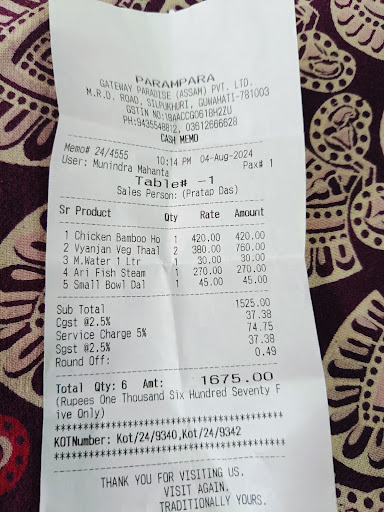 PARAMPARA
GATEWAY PARADISE (ASSAM) PVT. LTD.
M.R.D. ROAD, SILPUKHURI, GUWAHATI-781003
GSTIN NO:18AACCG0618H2ZU
PH:9435548812, 03612666628
CASH MEMO
Memo# 24/4555 10:14 PM 04-Aug-2024
User: Munindra Mahanta Pax# 1
Table# -1
Sales Person: (Pratap Das)
Sr Product Qty Rate Amount
1 Chicken Bamboo Ho 1 420.00 420.00
2 Vyanjan Veg Thaal 2 380.00 760.00
3 M.Water 1 Ltr 1 30.00 30.00
4 Ari Fish Steam 1 270.00 270.00
5 Small Bowl Dal 1 45.00 45.00
Sub Total 1525.00
Cgst @2.5% 37.38
Service Charge 5% 74.75
Sgst @2.5% 37.38
Round Off: 0.49
Total Qty: 6 Amt: 1675.00
(Rupees One Thousand Six Hundred Seventy F
ive Only)
******************************************
KOTNumber: Kot/24/9340,Kot/24/9342
******************************************
THANK YOU FOR VISITING US.
VISIT AGAIN.
TRADITIONALLY YOURS.